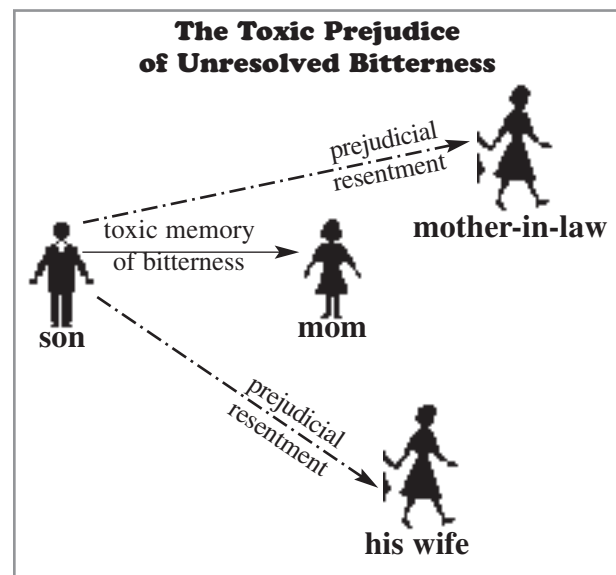 The Toxic Prejudice
of Unresolved Bitterness
prejudicial
resentment
mother-in-law
toxic memory
of bitterness
son
mom
prejudicial
resentment
his wife